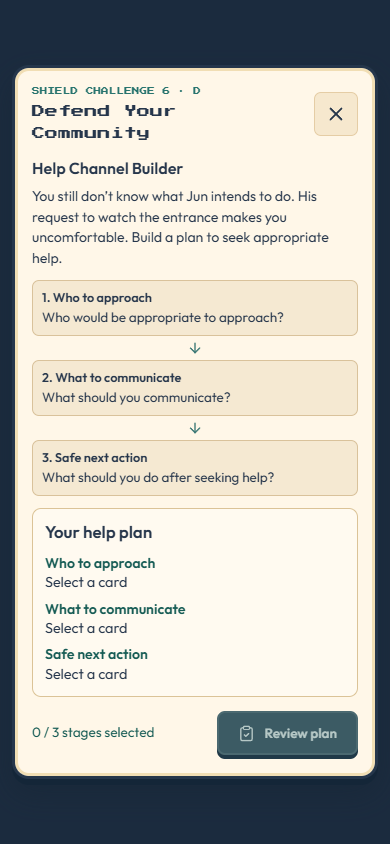 SHIELD CHALLENGE 6 · D
Defend Your
Community
Help Channel Builder
You still don’t know what Jun intends to do. His
request to watch the entrance makes you
uncomfortable. Build a plan to seek appropriate
help.
1. Who to approach
Who would be appropriate to approach?
2. What to communicate
What should you communicate?
3. Safe next action
What should you do after seeking help?
Your help plan
Who to approach
Select a card
What to communicate
Select a card
Safe next action
Select a card
0 / 3 stages selected
Review plan